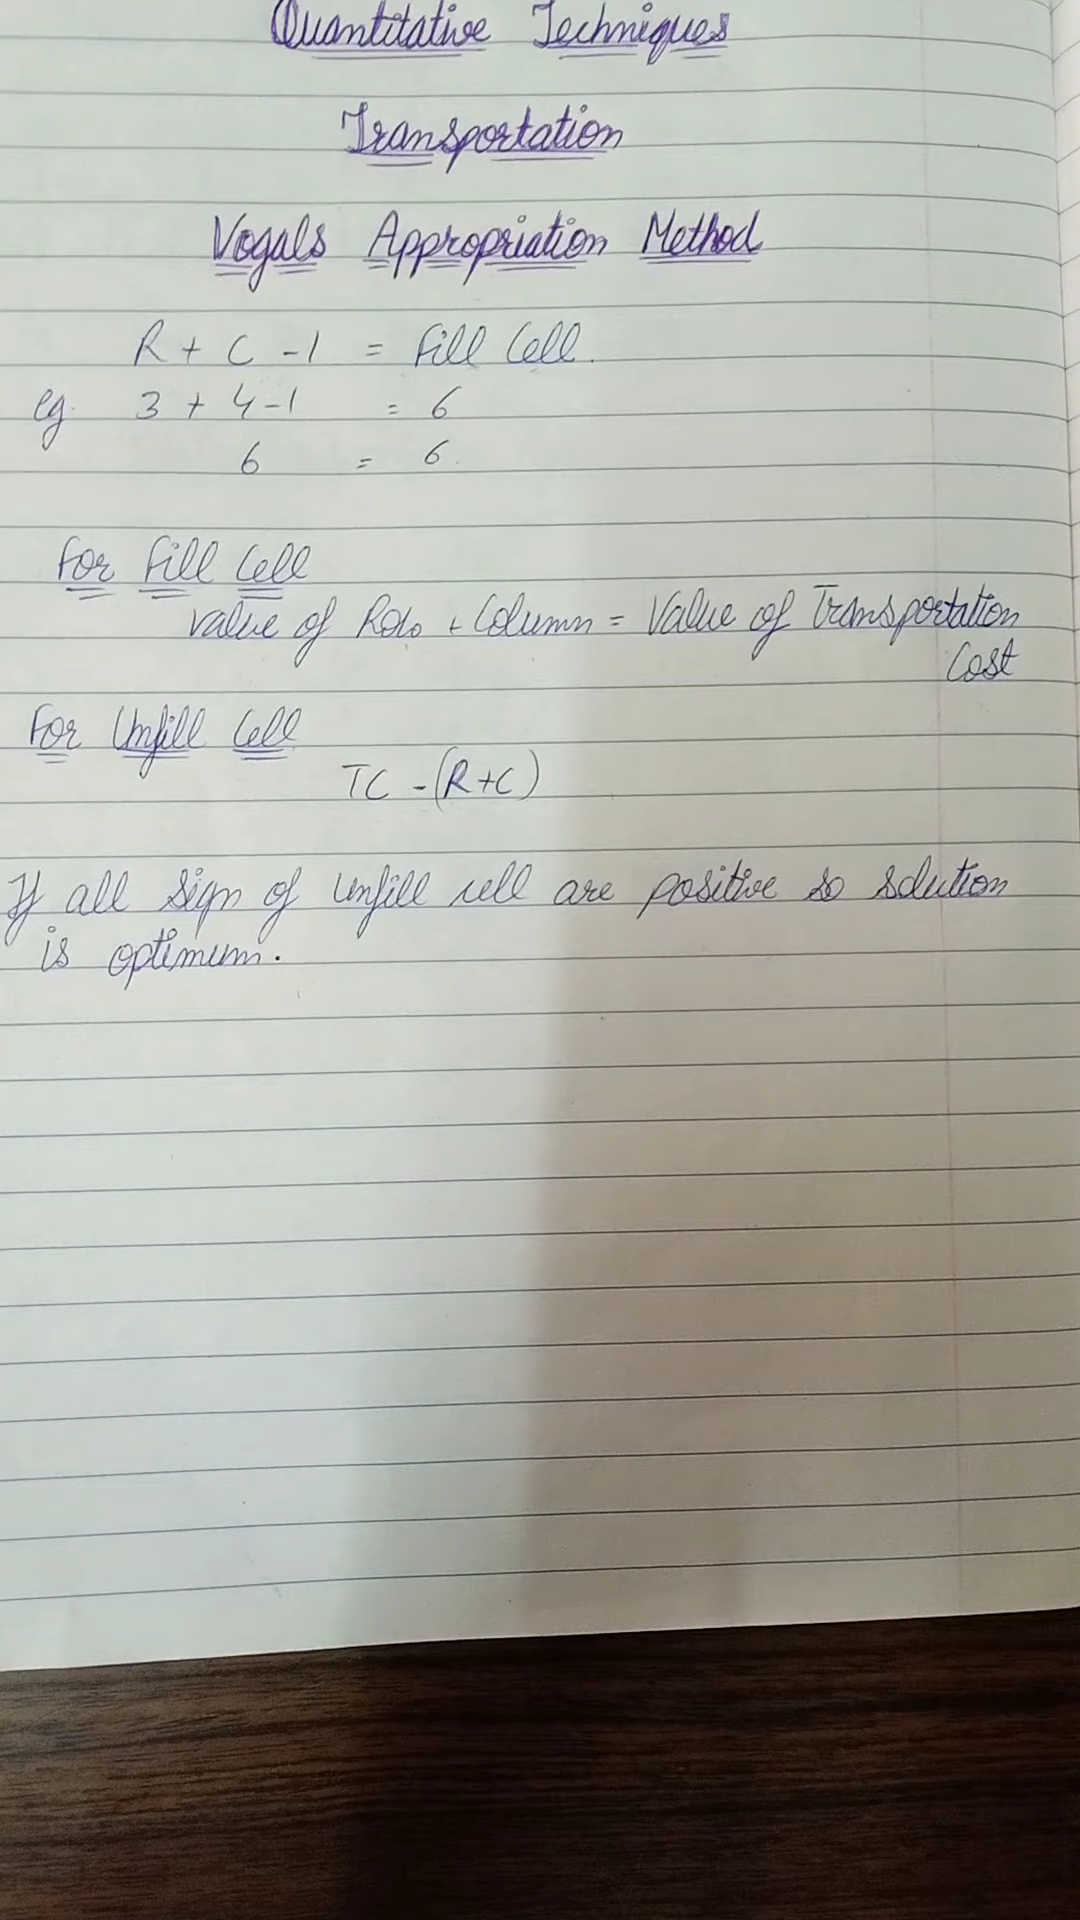 Quantitative Techniques
Transportation
Vogals Appropriation Method
R + C - 1 = Fill Cell.
eg. 3 + 4 - 1 = 6
6 = 6.
For Fill Cell
Value of Row + Column = Value of Transportation
Cost
For Unfill Cell
TC - (R+C)
If all sign of unfill cell are positive so solution
is optimum.